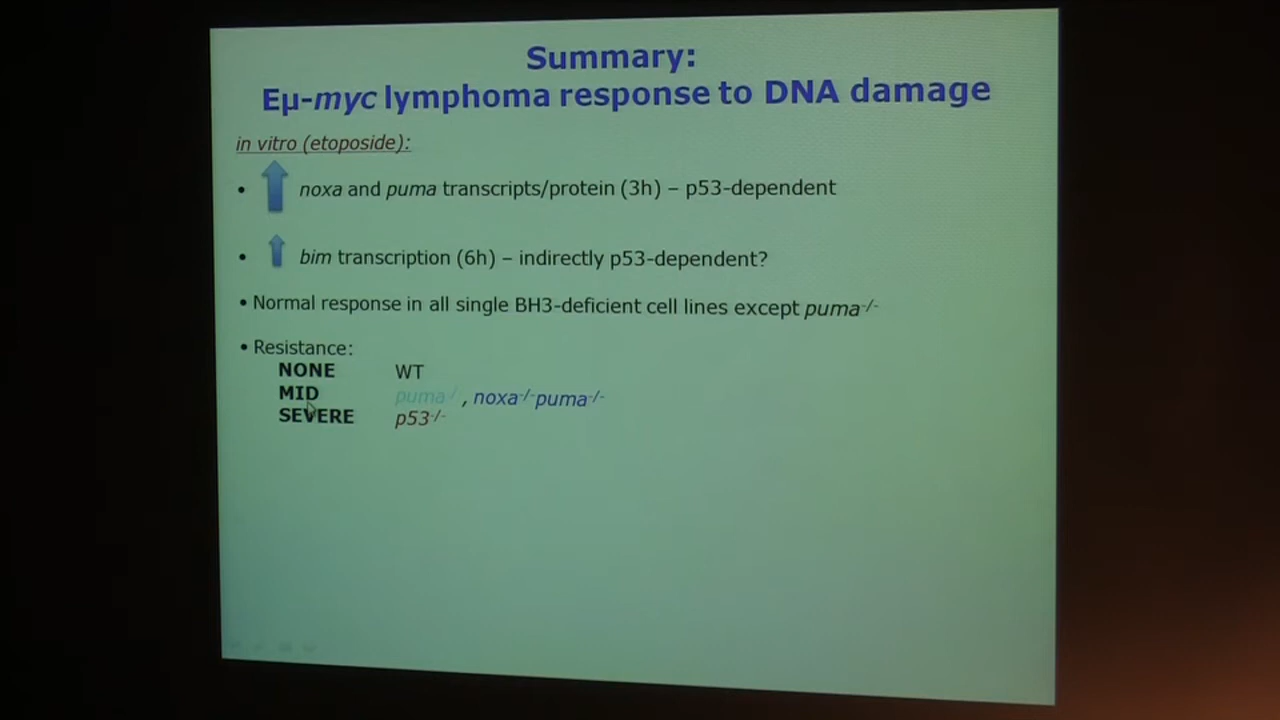 Summary:
Eµ-myc lymphoma response to DNA damage
in vitro (etoposide):
• noxa and puma transcripts/protein (3h) – p53-dependent
• bim transcription (6h) – indirectly p53-dependent?
• Normal response in all single BH3-deficient cell lines except puma-/-
• Resistance:
NONE WT
MID puma-/- , noxa-/-puma-/-
SEVERE p53-/-